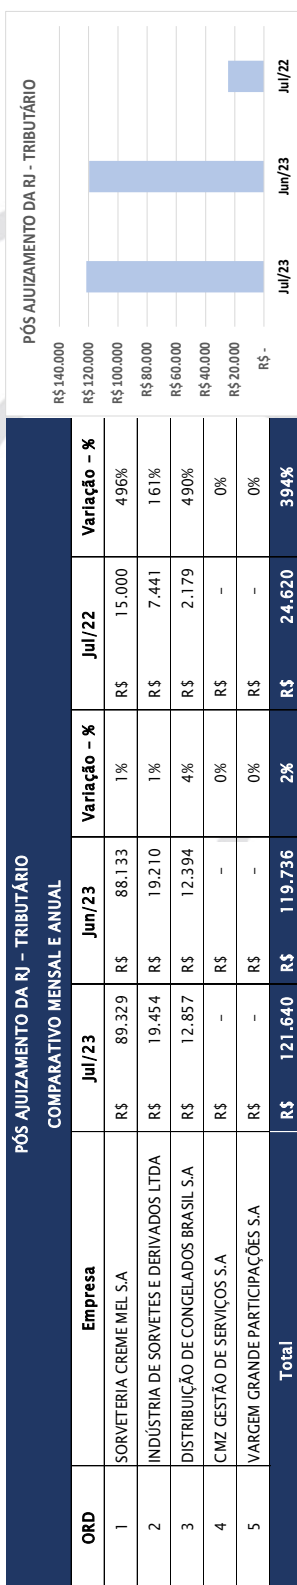 PÓS AJUIZAMENTO DA RJ – TRIBUTÁRIO
COMPARATIVO MENSAL E ANUAL
ORD Empresa Jul/23 Jun/23 Variação – % Jul/22 Variação – %
1 SORVETERIA CREME MEL S.A R$ 89.329 R$ 88.133 1% R$ 15.000 496%
2 INDÚSTRIA DE SORVETES E DERIVADOS LTDA R$ 19.454 R$ 19.210 1% R$ 7.441 161%
3 DISTRIBUIÇÃO DE CONGELADOS BRASIL S.A R$ 12.857 R$ 12.394 4% R$ 2.179 490%
4 CMZ GESTÃO DE SERVIÇOS S.A R$ – R$ – 0% R$ – 0%
5 VARGEM GRANDE PARTICIPAÇÕES S.A R$ – R$ – 0% R$ – 0%
Total R$ 121.640 R$ 119.736 2% R$ 24.620 394%
PÓS AJUIZAMENTO DA RJ - TRIBUTÁRIO
R$ 140.000
R$ 120.000
R$ 100.000
R$ 80.000
R$ 60.000
R$ 40.000
R$ 20.000
R$ -
Jul/23 Jun/23 Jul/22